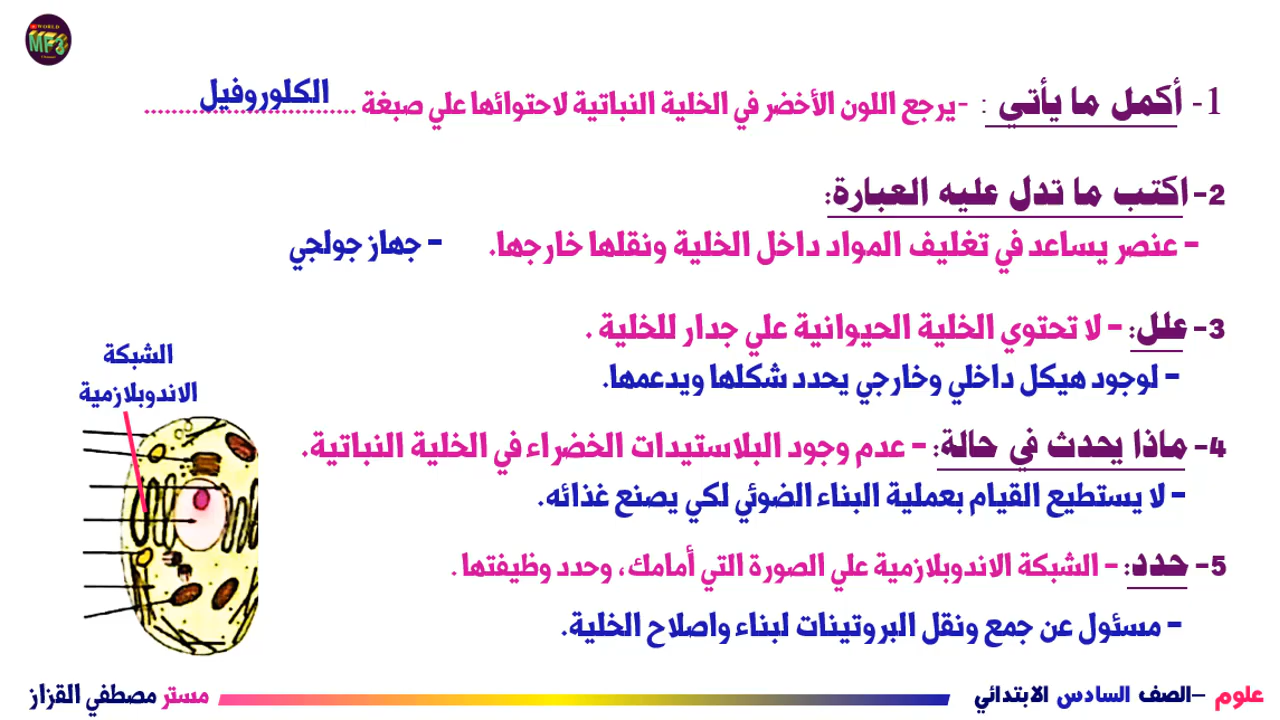 WORLD
MP3
1- أكمل ما يأتي : -يرجع اللون الأخضر في الخلية النباتية لاحتوائها علي صبغة الكلوروفيل
2- اكتب ما تدل عليه العبارة:
- عنصر يساعد في تغليف المواد داخل الخلية ونقلها خارجها. - جهاز جولجي
3- علل: - لا تحتوي الخلية الحيوانية علي جدار للخلية .
- لوجود هيكل داخلي وخارجي يحدد شكلها ويدعمها.
الشبكة
الاندوبلازمية
4- ماذا يحدث في حالة: - عدم وجود البلاستيدات الخضراء في الخلية النباتية.
- لا يستطيع القيام بعملية البناء الضوئي لكي يصنع غذائه.
5- حدد: - الشبكة الاندوبلازمية علي الصورة التي أمامك، وحدد وظيفتها .
- مسئول عن جمع ونقل البروتينات لبناء واصلاح الخلية.
علوم –الصف السادس الابتدائي
مستر مصطفي القزاز